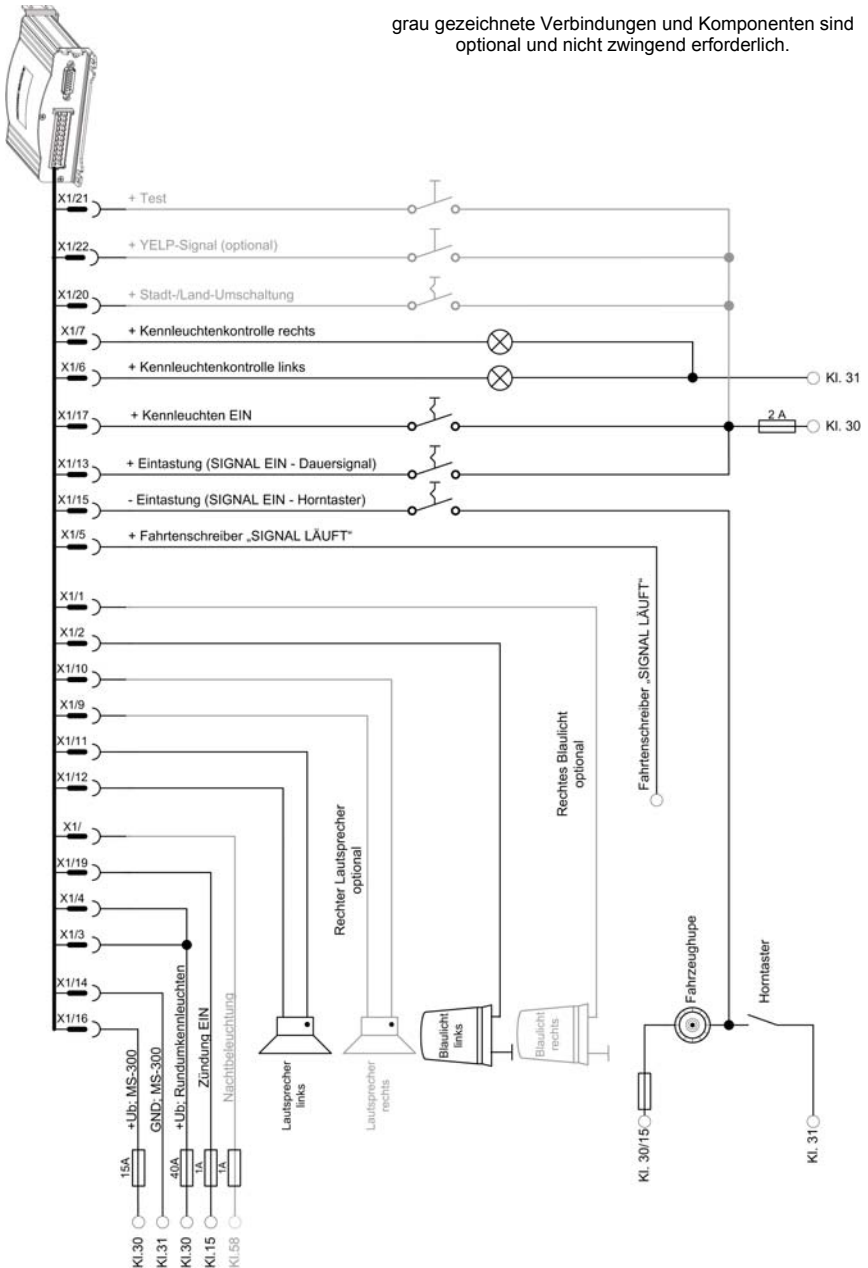 grau gezeichnete Verbindungen und Komponenten sind
optional und nicht zwingend erforderlich.
X1/21 + Test
X1/22 + YELP-Signal (optional)
X1/20 + Stadt-/Land-Umschaltung
X1/7 + Kennleuchtenkontrolle rechts
X1/6 + Kennleuchtenkontrolle links
Kl. 31
X1/17 + Kennleuchten EIN
2 A
Kl. 30
X1/13 + Eintastung (SIGNAL EIN - Dauersignal)
X1/15 - Eintastung (SIGNAL EIN - Horntaster)
X1/5 + Fahrtenschreiber „SIGNAL LÄUFT“
X1/1
X1/2
X1/10
X1/9
X1/11
X1/12
X1/
X1/19
X1/4
X1/3
X1/14
X1/16
+Ub; MS-300
GND; MS-300
+Ub; Rundumkennleuchten
Zündung EIN
Nachtbeleuchtung
15A
40A
1A
1A
Kl.30
Kl.31
Kl.30
Kl.15
Kl.58
Lautsprecher
links
Rechter Lautsprecher
optional
Lautsprecher
rechts
Blaulicht
links
Blaulicht
rechts
Rechtes Blaulicht
optional
Fahrtenschreiber „SIGNAL LÄUFT“
Fahrzeughupe
Horntaster
Kl. 30/15
Kl. 31